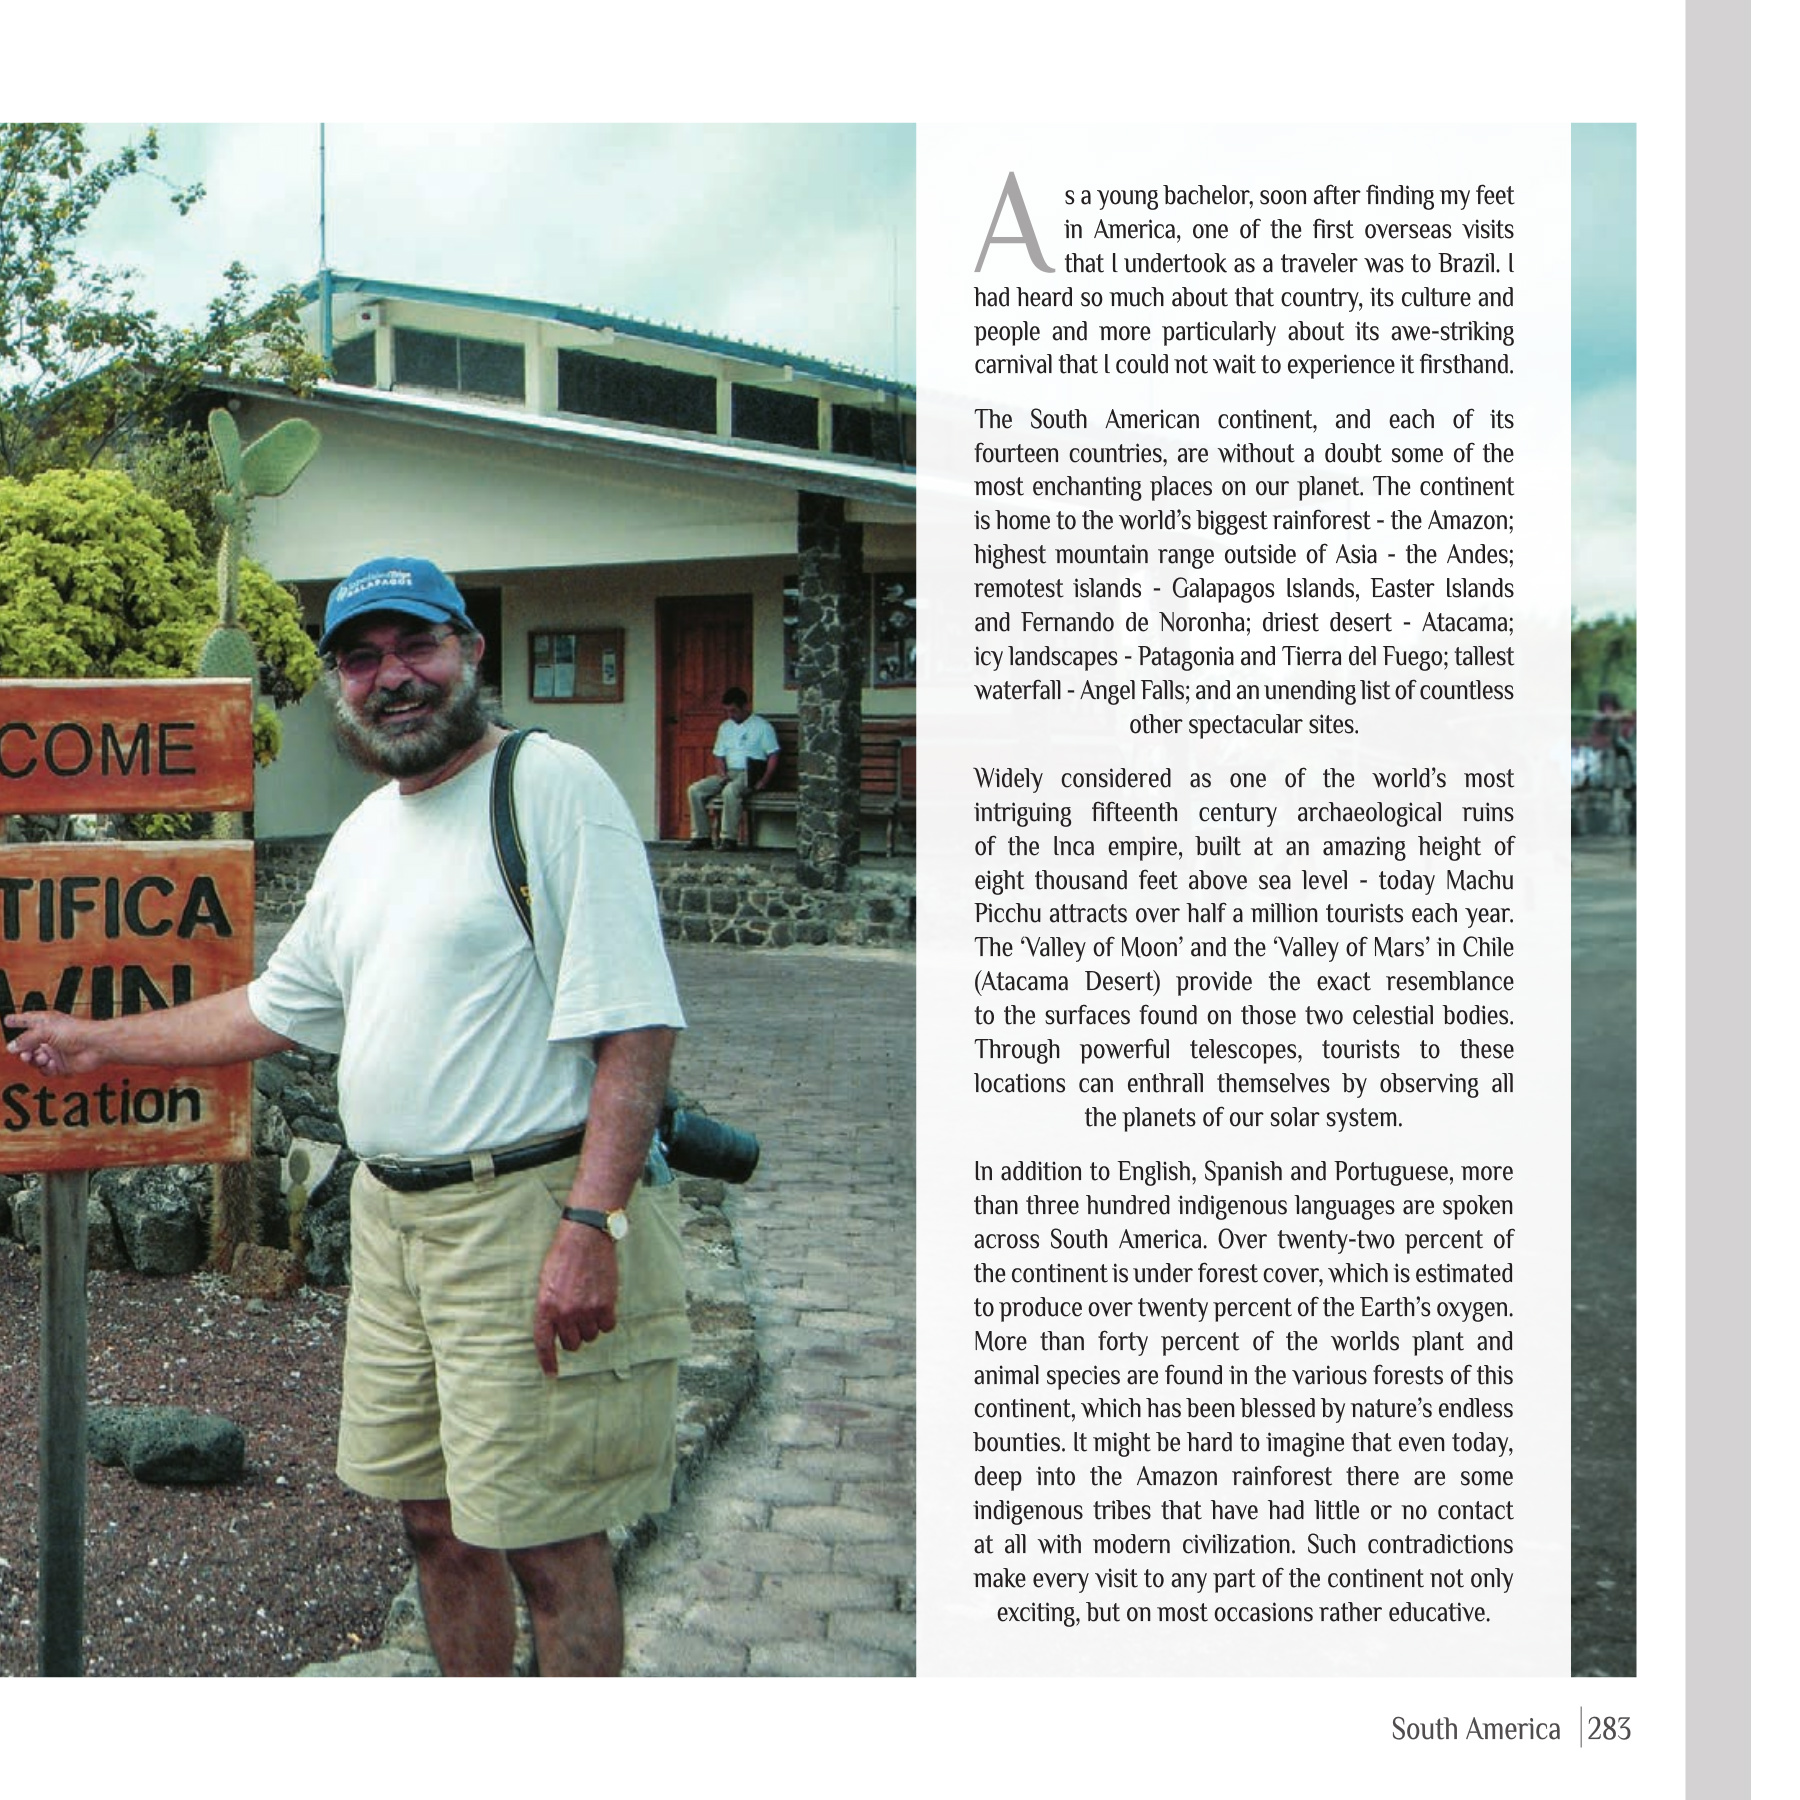 GALAPAGOS
COME
TIFICA
WIN
Station
As a young bachelor, soon after finding my feet
in America, one of the first overseas visits
that I undertook as a traveler was to Brazil. I
had heard so much about that country, its culture and
people and more particularly about its awe-striking
carnival that I could not wait to experience it firsthand.
The South American continent, and each of its
fourteen countries, are without a doubt some of the
most enchanting places on our planet. The continent
is home to the world’s biggest rainforest - the Amazon;
highest mountain range outside of Asia - the Andes;
remotest islands - Galapagos Islands, Easter Islands
and Fernando de Noronha; driest desert - Atacama;
icy landscapes - Patagonia and Tierra del Fuego; tallest
waterfall - Angel Falls; and an unending list of countless
other spectacular sites.
Widely considered as one of the world’s most
intriguing fifteenth century archaeological ruins
of the Inca empire, built at an amazing height of
eight thousand feet above sea level - today Machu
Picchu attracts over half a million tourists each year.
The ‘Valley of Moon’ and the ‘Valley of Mars’ in Chile
(Atacama Desert) provide the exact resemblance
to the surfaces found on those two celestial bodies.
Through powerful telescopes, tourists to these
locations can enthrall themselves by observing all
the planets of our solar system.
In addition to English, Spanish and Portuguese, more
than three hundred indigenous languages are spoken
across South America. Over twenty-two percent of
the continent is under forest cover, which is estimated
to produce over twenty percent of the Earth’s oxygen.
More than forty percent of the worlds plant and
animal species are found in the various forests of this
continent, which has been blessed by nature’s endless
bounties. It might be hard to imagine that even today,
deep into the Amazon rainforest there are some
indigenous tribes that have had little or no contact
at all with modern civilization. Such contradictions
make every visit to any part of the continent not only
exciting, but on most occasions rather educative.
South America 283